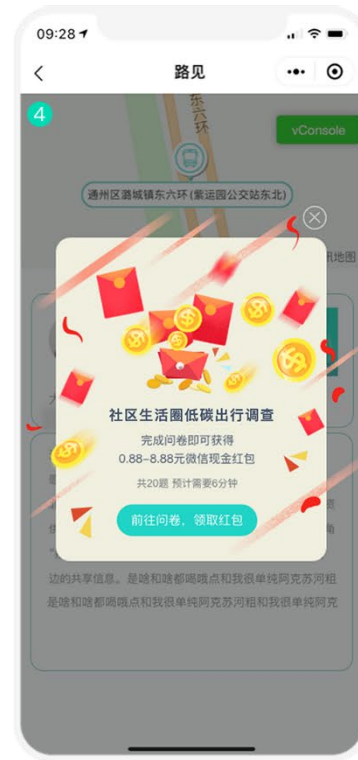 09:28
路见
4
东六环
vConsole
通州区潞城镇东六环(紫运园公交站东北)
讯地图
社区生活圈低碳出行调查
完成问卷即可获得
0.88-8.88元微信现金红包
共20题 预计需要6分钟
前往问卷，领取红包
边的共享信息。是啥和啥都喝哦点和我很单纯阿克苏河租
是啥和啥都喝哦点和我很单纯阿克苏河租和我很单纯阿克